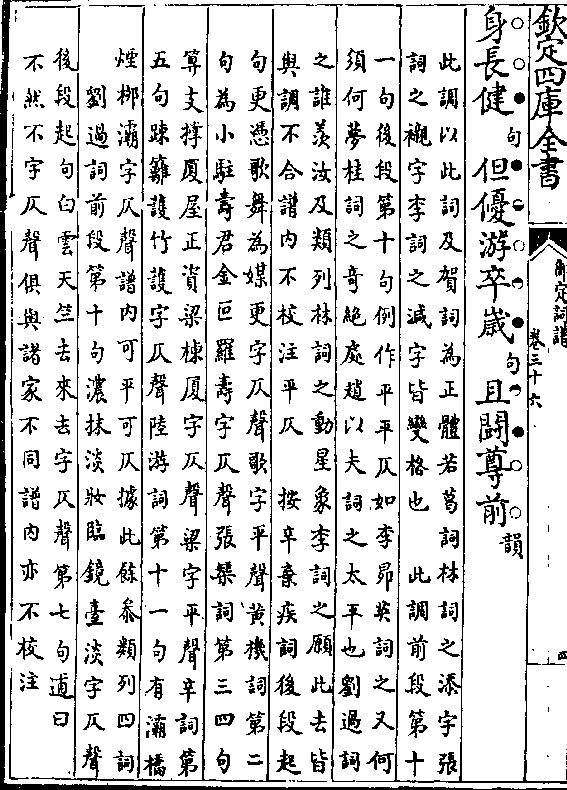 欽定四庫全書
御定詞譜
卷三十六
四
身長健句但優游卒嵗句且鬬尊前韻
此調以此詞及賀詞為正體若葛詞林詞之添字張
詞之襯字李詞之減字皆變格也　此調前段第十
一句後段第十句例作平平仄如李昴英詞之又何
須何夢桂詞之竒絶處趙以夫詞之太平也劉過詞
之誰羡汝及類列林詞之動星象李詞之願此去皆
與調不合譜内不校注平仄　按辛棄疾詞後段起
句更憑歌舞為媒更字仄聲歌字平聲黄機詞第二
句為小駐壽君金叵羅壽字仄聲張榘詞第三四句
算支撑厦屋正資梁棟厦字仄聲梁字平聲辛詞第
五句踈籬護竹護字仄聲陸游詞第十一句有灞橋
煙柳灞字仄聲譜内可平可仄據此餘叅類列四詞
劉過詞前段第十句濃抹淡妝臨鏡臺淡字仄聲
後段起句白雲天竺去來去字仄聲第七句逋曰
不然不字仄聲俱與諸家不同譜内亦不校注